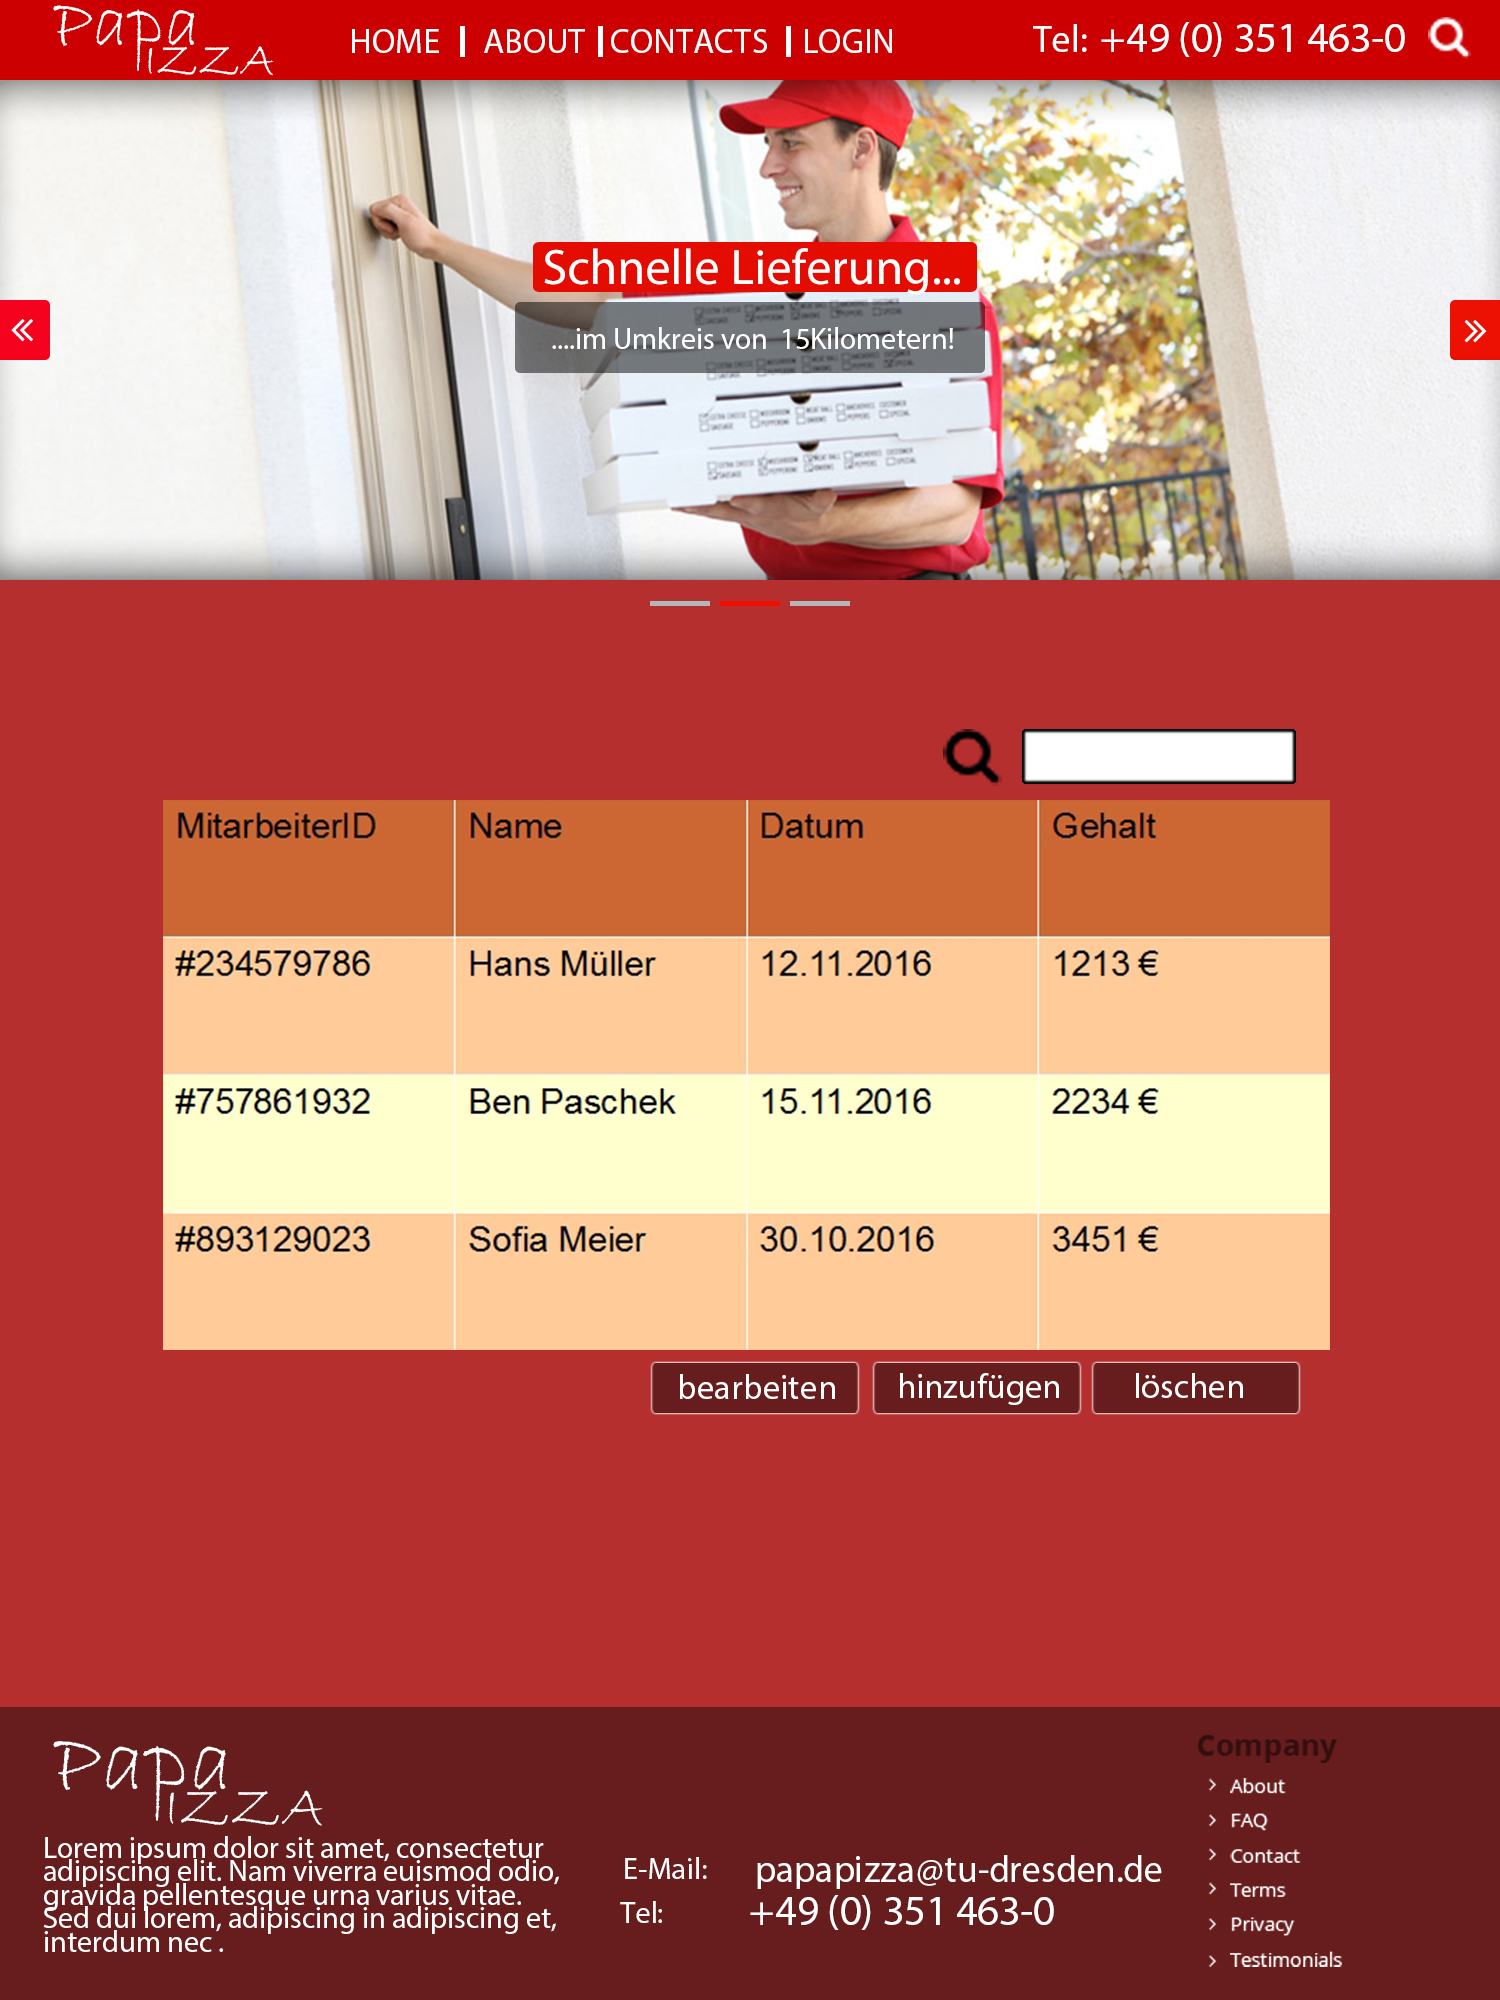 Papa
PIZZA
HOME | ABOUT | CONTACTS | LOGIN
Tel: +49 (0) 351 463-0
Schnelle Lieferung...
....im Umkreis von 15Kilometern!
MitarbeiterID Name Datum Gehalt
#234579786 Hans Müller 12.11.2016 1213 €
#757861932 Ben Paschek 15.11.2016 2234 €
#893129023 Sofia Meier 30.10.2016 3451 €
bearbeiten hinzufügen löschen
Papa
PIZZA
Lorem ipsum dolor sit amet, consectetur
adipiscing elit. Nam viverra euismod odio,
gravida pellentesque urna varius vitae.
Sed dui lorem, adipiscing in adipiscing et,
interdum nec .
E-Mail: papapizza@tu-dresden.de
Tel: +49 (0) 351 463-0
Company
About
FAQ
Contact
Terms
Privacy
Testimonials